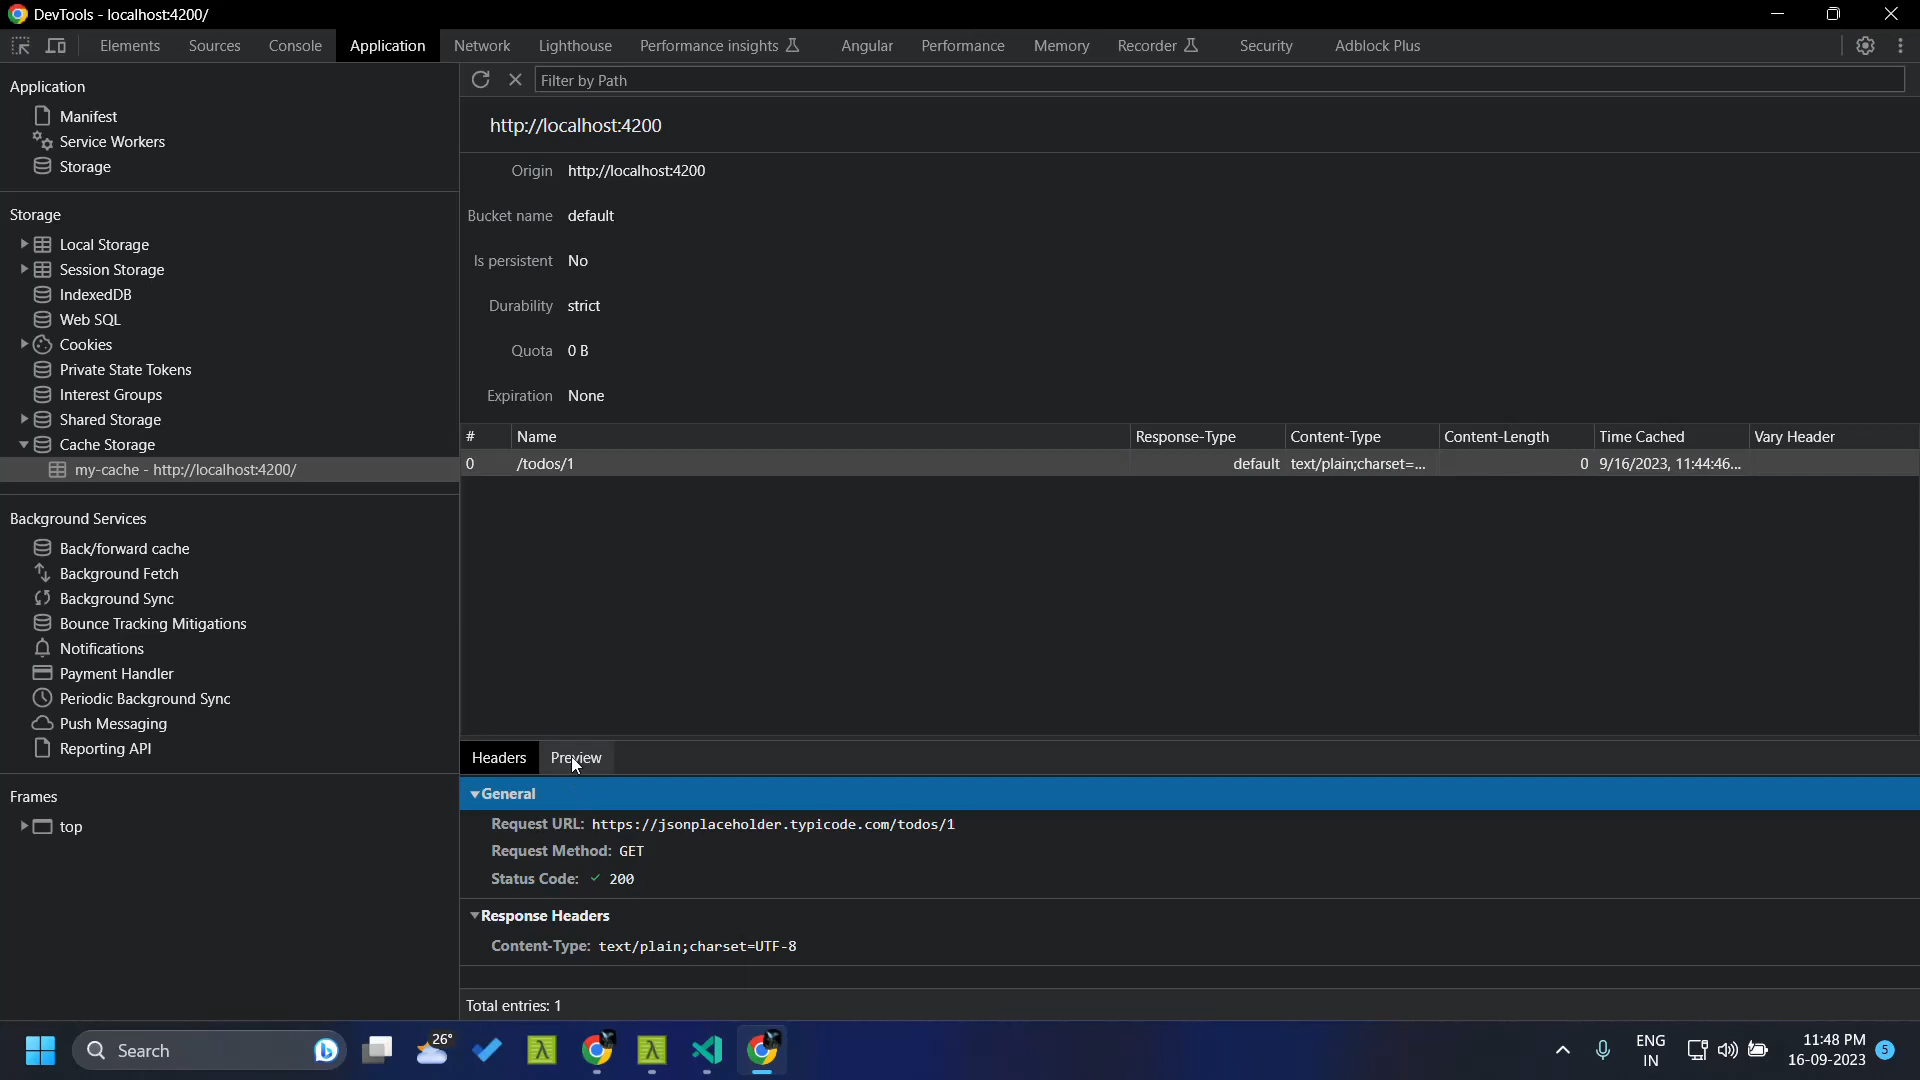 DevTools - localhost:4200/
Elements Sources Console Application Network Lighthouse Performance insights Angular Performance Memory Recorder Security Adblock Plus
Application
Manifest
Service Workers
Storage
Storage
Local Storage
Session Storage
IndexedDB
Web SQL
Cookies
Private State Tokens
Interest Groups
Shared Storage
Cache Storage
my-cache - http://localhost:4200/
Background Services
Back/forward cache
Background Fetch
Background Sync
Bounce Tracking Mitigations
Notifications
Payment Handler
Periodic Background Sync
Push Messaging
Reporting API
Frames
top
Filter by Path
http://localhost:4200
Origin http://localhost:4200
Bucket name default
Is persistent No
Durability strict
Quota 0 B
Expiration None
# Name Response-Type Content-Type Content-Length Time Cached Vary Header
0 /todos/1 default text/plain;charset=... 0 9/16/2023, 11:44:46...
Headers Preview
General
Request URL: https://jsonplaceholder.typicode.com/todos/1
Request Method: GET
Status Code: 200
Response Headers
Content-Type: text/plain;charset=UTF-8
Total entries: 1
Search
26°
ENG
IN
11:48 PM
16-09-2023
5